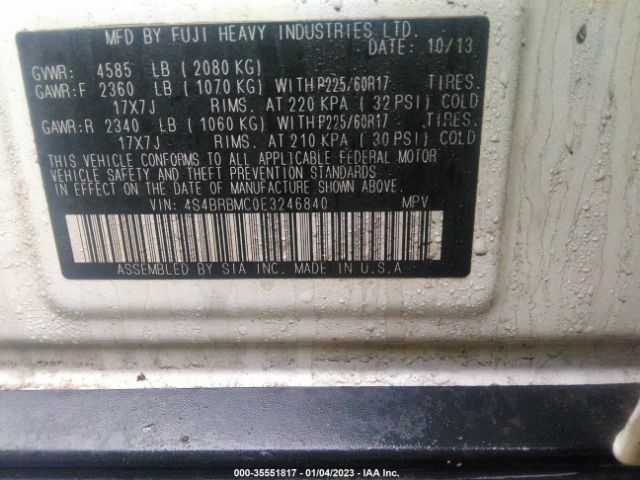 MFD BY FUJI HEAVY INDUSTRIES LTD.
DATE: 10/13
GVWR: 4585 LB ( 2080 KG)
GAWR:F 2360 LB ( 1070 KG) WITH P225/60R17 TIRES.
17X7J RIMS. AT 220 KPA ( 32 PSI) COLD
GAWR:R 2340 LB ( 1060 KG) WITH P225/60R17 TIRES.
17X7J RIMS. AT 210 KPA ( 30 PSI) COLD
THIS VEHICLE CONFORMS TO ALL APPLICABLE FEDERAL MOTOR
VEHICLE SAFETY AND THEFT PREVENTION STANDARDS
IN EFFECT ON THE DATE OF MANUFACTURE SHOWN ABOVE.
VIN: 4S4BRBMC0E3246840 MPV
ASSEMBLED BY SIA INC. MADE IN U.S.A
000-35551817 - 01/04/2023 - IAA Inc.